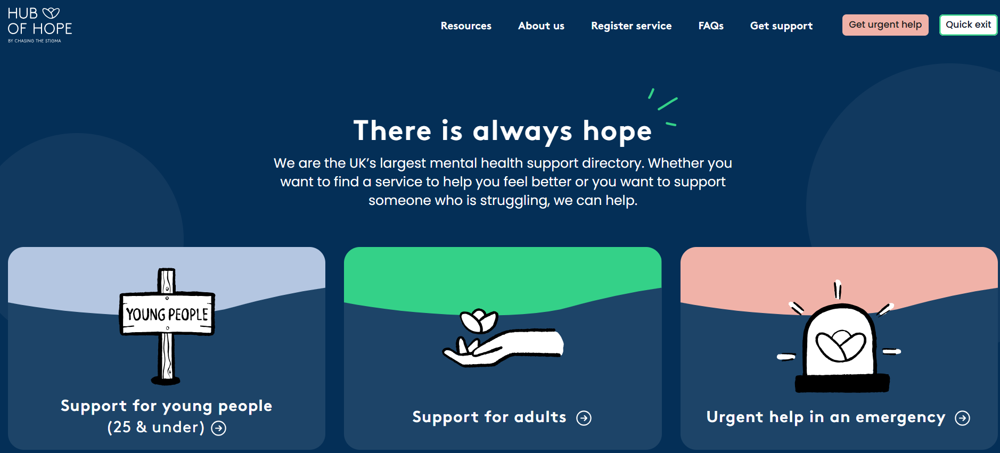 HUB
OF HOPE
BY CHASING THE STIGMA
Resources
About us
Register service
FAQs
Get support
Get urgent help
Quick exit
There is always hope
We are the UK’s largest mental health support directory. Whether you
want to find a service to help you feel better or you want to support
someone who is struggling, we can help.
YOUNG PEOPLE
Support for young people
(25 & under)
Support for adults
Urgent help in an emergency